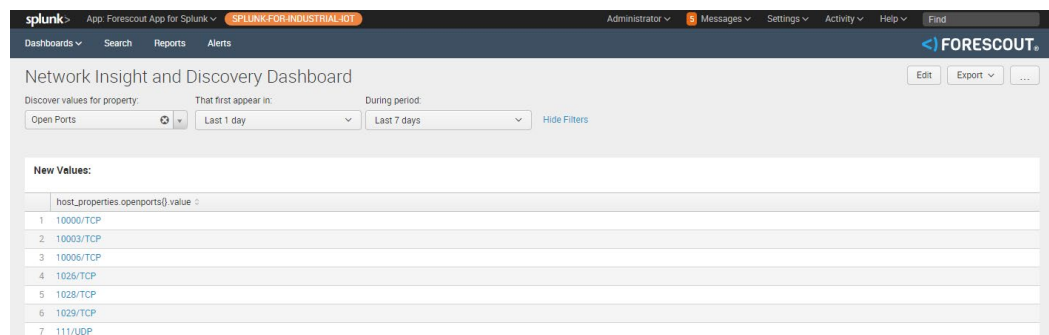 splunk> App: Forescout App for Splunk SPLUNK-FOR-INDUSTRIAL-IOT Administrator 5 Messages Settings Activity Help Find
Dashboards Search Reports Alerts <) FORESCOUT®
Network Insight and Discovery Dashboard Edit Export ...
Discover values for property: That first appear in: During period:
Open Ports Last 1 day Last 7 days Hide Filters
New Values:
host_properties.openports{}.value
1 10000/TCP
2 10003/TCP
3 10006/TCP
4 1026/TCP
5 1028/TCP
6 1029/TCP
7 111/UDP